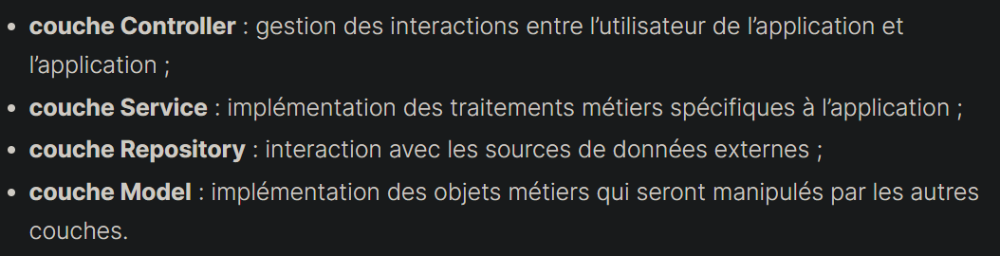 • couche Controller : gestion des interactions entre l’utilisateur de l’application et
l’application ;
• couche Service : implémentation des traitements métiers spécifiques à l’application ;
• couche Repository : interaction avec les sources de données externes ;
• couche Model : implémentation des objets métiers qui seront manipulés par les autres
couches.